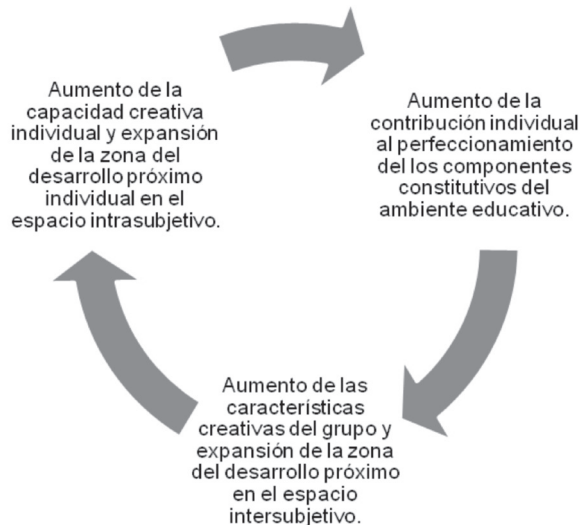 Aumento de la
capacidad creativa
individual y expansión
de la zona del
desarrollo próximo
individual en el
espacio intrasubjetivo.
Aumento de la
contribución individual
al perfeccionamiento
del los componentes
constitutivos del
ambiente educativo.
Aumento de las
características
creativas del grupo y
expansión de la zona
del desarrollo próximo
en el espacio
intersubjetivo.